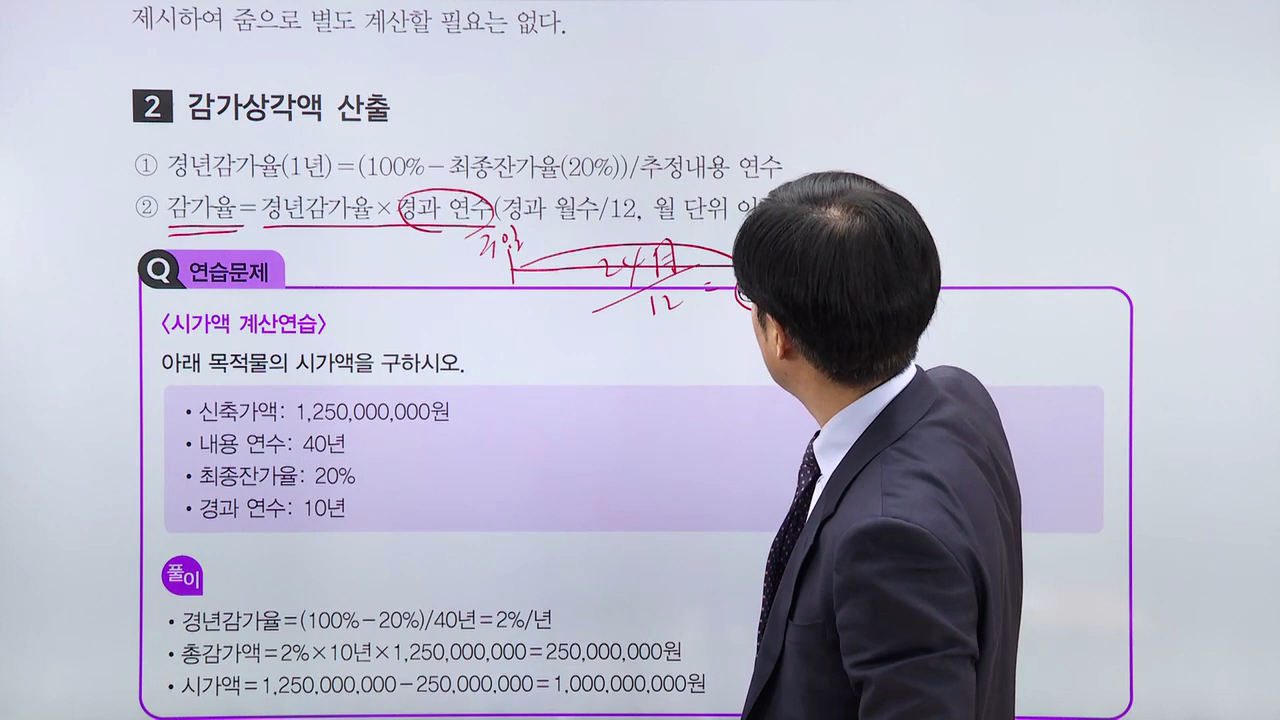 제시하여 줌으로 별도 계산할 필요는 없다.
2 감가상각액 산출
① 경년감가율(1년)=(100%-최종잔가율(20%))/추정내용 연수
② 감가율=경년감가율×경과 연수(경과 월수/12, 월 단위
24月
12 =
Q 연습문제
<시가액 계산연습>
아래 목적물의 시가액을 구하시오.
• 신축가액: 1,250,000,000원
• 내용 연수: 40년
• 최종잔가율: 20%
• 경과 연수: 10년
풀이
• 경년감가율=(100%-20%)/40년=2%/년
• 총감가액=2%×10년×1,250,000,000=250,000,000원
• 시가액=1,250,000,000-250,000,000=1,000,000,000원